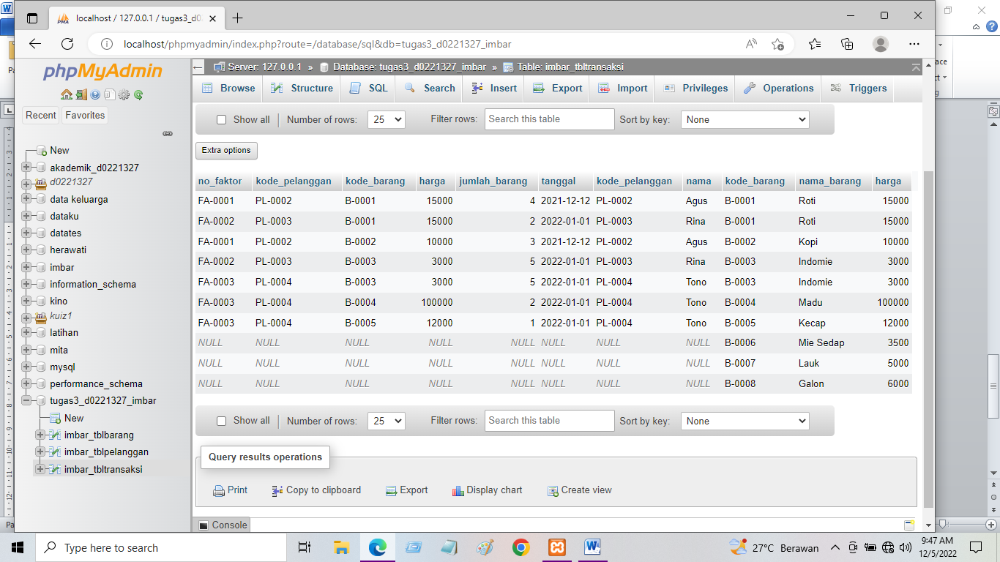 localhost / 127.0.0.1 / tugas3_d02
localhost/phpmyadmin/index.php?route=/database/sql&db=tugas3_d0221327_imbar
phpMyAdmin
Recent Favorites
New
akademik_d0221327
d0221327
data keluarga
dataku
datates
herawati
imbar
information_schema
kino
kuiz1
latihan
mita
mysql
performance_schema
tugas3_d0221327_imbar
New
imbar_tblbarang
imbar_tblpelanggan
imbar_tbltransaksi
Server: 127.0.0.1 » Database: tugas3_d0221327_imbar » Table: imbar_tbltransaksi
Browse Structure SQL Search Insert Export Import Privileges Operations Triggers
Show all Number of rows: 25 Filter rows: Search this table Sort by key: None
Extra options
no_faktor kode_pelanggan kode_barang harga jumlah_barang tanggal kode_pelanggan nama kode_barang nama_barang harga
FA-0001 PL-0002 B-0001 15000 4 2021-12-12 PL-0002 Agus B-0001 Roti 15000
FA-0002 PL-0003 B-0001 15000 2 2022-01-01 PL-0003 Rina B-0001 Roti 15000
FA-0001 PL-0002 B-0002 10000 3 2021-12-12 PL-0002 Agus B-0002 Kopi 10000
FA-0002 PL-0003 B-0003 3000 5 2022-01-01 PL-0003 Rina B-0003 Indomie 3000
FA-0003 PL-0004 B-0003 3000 5 2022-01-01 PL-0004 Tono B-0003 Indomie 3000
FA-0003 PL-0004 B-0004 100000 2 2022-01-01 PL-0004 Tono B-0004 Madu 100000
FA-0003 PL-0004 B-0005 12000 1 2022-01-01 PL-0004 Tono B-0005 Kecap 12000
NULL NULL NULL NULL NULL NULL NULL NULL B-0006 Mie Sedap 3500
NULL NULL NULL NULL NULL NULL NULL NULL B-0007 Lauk 5000
NULL NULL NULL NULL NULL NULL NULL NULL B-0008 Galon 6000
Show all Number of rows: 25 Filter rows: Search this table Sort by key: None
Query results operations
Print Copy to clipboard Export Display chart Create view
Console
Type here to search
27°C Berawan
9:47 AM
12/5/2022